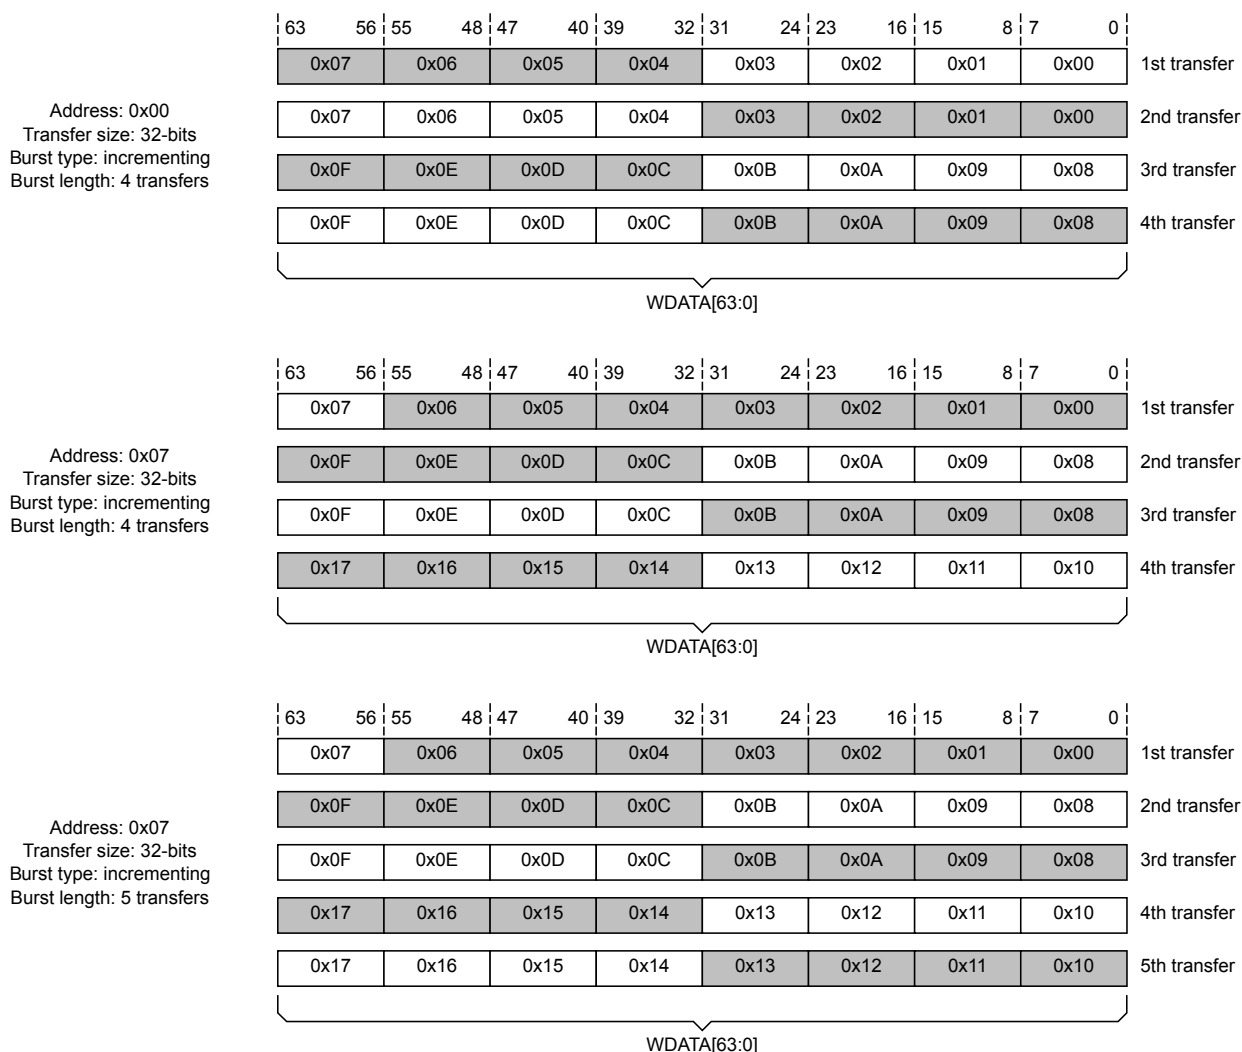 63 56 55 48 47 40 39 32 31 24 23 16 15 8 7 0
0x07 0x06 0x05 0x04 0x03 0x02 0x01 0x00 1st transfer
Address: 0x00
Transfer size: 32-bits
Burst type: incrementing
Burst length: 4 transfers
0x07 0x06 0x05 0x04 0x03 0x02 0x01 0x00 2nd transfer
0x0F 0x0E 0x0D 0x0C 0x0B 0x0A 0x09 0x08 3rd transfer
0x0F 0x0E 0x0D 0x0C 0x0B 0x0A 0x09 0x08 4th transfer
WDATA[63:0]
63 56 55 48 47 40 39 32 31 24 23 16 15 8 7 0
0x07 0x06 0x05 0x04 0x03 0x02 0x01 0x00 1st transfer
Address: 0x07
Transfer size: 32-bits
Burst type: incrementing
Burst length: 4 transfers
0x0F 0x0E 0x0D 0x0C 0x0B 0x0A 0x09 0x08 2nd transfer
0x0F 0x0E 0x0D 0x0C 0x0B 0x0A 0x09 0x08 3rd transfer
0x17 0x16 0x15 0x14 0x13 0x12 0x11 0x10 4th transfer
WDATA[63:0]
63 56 55 48 47 40 39 32 31 24 23 16 15 8 7 0
0x07 0x06 0x05 0x04 0x03 0x02 0x01 0x00 1st transfer
0x0F 0x0E 0x0D 0x0C 0x0B 0x0A 0x09 0x08 2nd transfer
Address: 0x07
Transfer size: 32-bits
Burst type: incrementing
Burst length: 5 transfers
0x0F 0x0E 0x0D 0x0C 0x0B 0x0A 0x09 0x08 3rd transfer
0x17 0x16 0x15 0x14 0x13 0x12 0x11 0x10 4th transfer
0x17 0x16 0x15 0x14 0x13 0x12 0x11 0x10 5th transfer
WDATA[63:0]